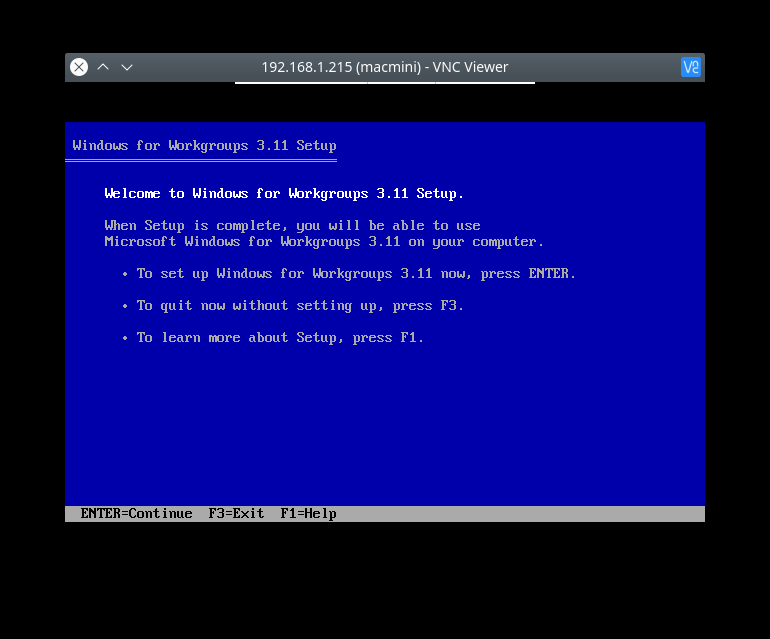 192.168.1.215 (macmini) - VNC Viewer
Windows for Workgroups 3.11 Setup
Welcome to Windows for Workgroups 3.11 Setup.
When Setup is complete, you will be able to use
Microsoft Windows for Workgroups 3.11 on your computer.
• To set up Windows for Workgroups 3.11 now, press ENTER.
• To quit now without setting up, press F3.
• To learn more about Setup, press F1.
ENTER=Continue  F3=Exit  F1=Help